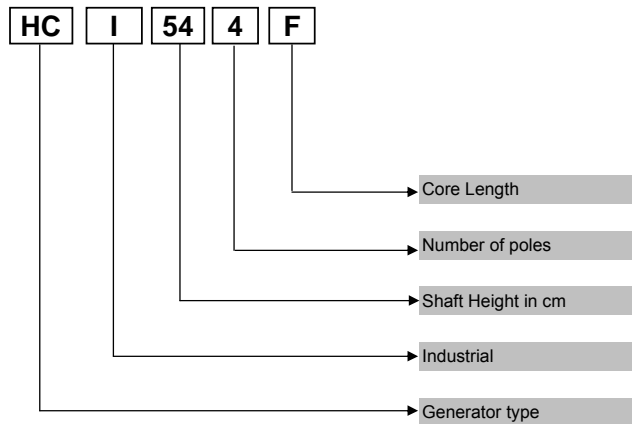 HC I 54 4 F
Core Length
Number of poles
Shaft Height in cm
Industrial
Generator type